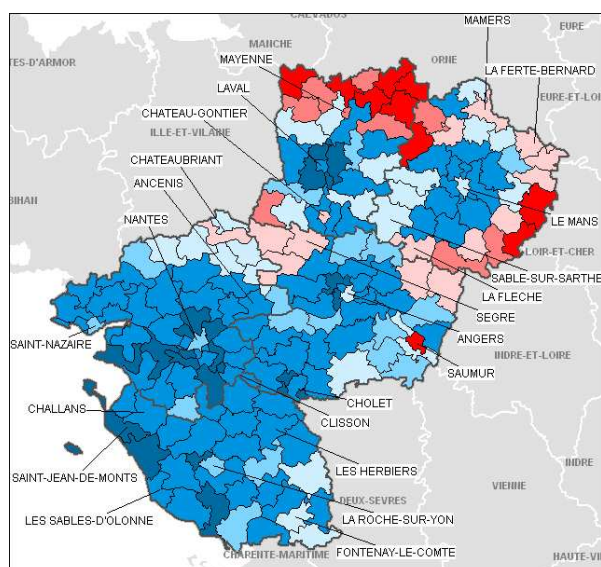 CALVADOS
MAMERS
EURE
MANCHE
ORNE
MAYENNE
TES-D'ARMOR
LA FERTE-BERNARD
LAVAL
EURE-ET-LOI
CHATEAU-GONTIER
ILLE-ET-VILAINE
CHATEAUBRIANT
ANCENIS
BIHAN
NANTES
LE MANS
LOIR-ET-CHER
SABLE-SUR-SARTHE
LA FLECHE
SEGRE
ANGERS
SAINT-NAZAIRE
INDRE-ET-LOIRE
SAUMUR
CHOLET
CHALLANS
CLISSON
INDRE
SAINT-JEAN-DE-MONTS
LES HERBIERS
VIENNE
DEUX-SEVRES
LES SABLES-D'OLONNE
LA ROCHE-SUR-YON
FONTENAY-LE-COMTE
CHARENTE-MARITIME
HAUTE-VI